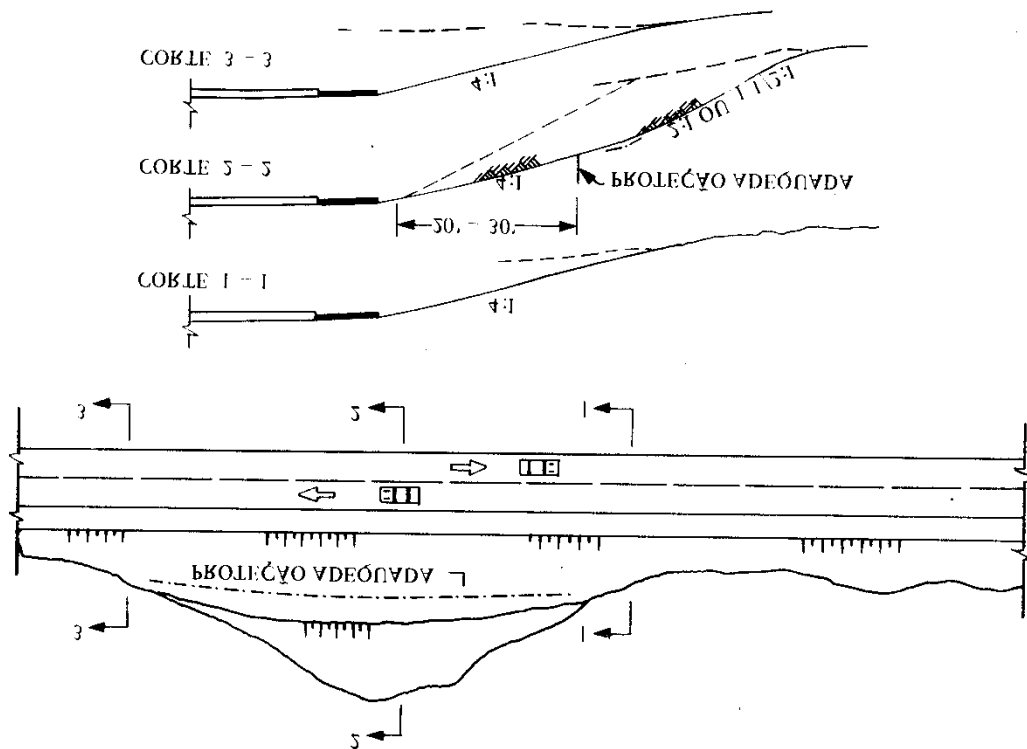 2
3 1
PROTEÇÃO ADEQUADA
3 2 1
4:1
CORTE 1 – 1
20' – 30'
4:1
PROTEÇÃO ADEQUADA
CORTE 2 – 2
2:1 OU 1 1/2:1
4:1
CORTE 3 – 3